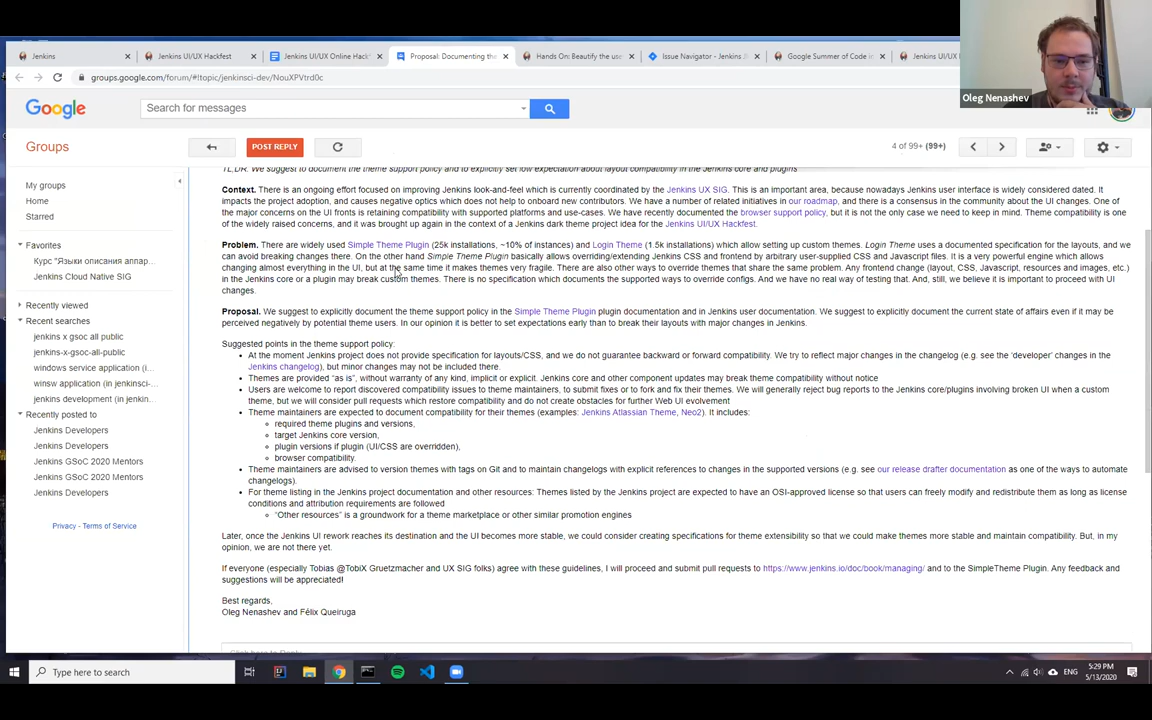 Jenkins
Jenkins UI/UX Hackfest
Jenkins UI/UX Online Hack
Proposal: Documenting the
Hands On: Beautify the use
Issue Navigator - Jenkins
Google Summer of Code in
Jenkins UI/UX
groups.google.com/forum/#!topic/jenkinsci-dev/NouXPVtrd0c
Oleg Nenashev
Google
Search for messages
Groups
POST REPLY
4 of 99+ (99+)
My groups
Home
Starred
Favorites
Курс "Языки описания аппар...
Jenkins Cloud Native SIG
Recently viewed
Recent searches
jenkins x gsoc all public
jenkins-x-gsoc-all-public
windows service application (i...
winsw application (in jenkinsci-...
jenkins development (in jenkin...
Recently posted to
Jenkins Developers
Jenkins Developers
Jenkins GSoC 2020 Mentors
Jenkins GSoC 2020 Mentors
Jenkins Developers
Privacy - Terms of Service
TL;DR: We suggest to document the theme support policy and to explicitly set low expectation about layout compatibility in the Jenkins core and plugins
Context. There is an ongoing effort focused on improving Jenkins look-and-feel which is currently coordinated by the Jenkins UX SIG. This is an important area, because nowadays Jenkins user interface is widely considered dated. It
impacts the project adoption, and causes negative optics which does not help to onboard new contributors. We have a number of related initiatives in our roadmap, and there is a consensus in the community about the UI changes. One
of the major concerns on the UI fronts is retaining compatibility with supported platforms and use-cases. We have recently documented the browser support policy, but it is not the only case we need to keep in mind. Theme compatibility is one
of the widely raised concerns, and it was brought up again in the context of a Jenkins dark theme project idea for the Jenkins UI/UX Hackfest.
Problem. There are widely used Simple Theme Plugin (25k installations, ~10% of instances) and Login Theme (1.5k installations) which allow setting up custom themes. Login Theme uses a documented specification for the layouts, and we
can avoid breaking changes there. On the other hand Simple Theme Plugin basically allows overriding/extending Jenkins CSS and frontend by arbitrary user-supplied CSS and Javascript files. It is a very powerful engine which allows
changing almost everything in the UI, but at the same time it makes themes very fragile. There are also other ways to override themes that share the same problem. Any frontend change (layout, CSS, Javascript, resources and images, etc.)
in the Jenkins core or a plugin may break custom themes. There is no specification which documents the supported ways to override configs. And we have no real way of testing that. And, still, we believe it is important to proceed with UI
changes.
Proposal. We suggest to explicitly document the theme support policy in the Simple Theme Plugin plugin documentation and in Jenkins user documentation. We suggest to explicitly document the current state of affairs even if it may be
perceived negatively by potential theme users. In our opinion it is better to set expectations early than to break their layouts with major changes in Jenkins.
Suggested points in the theme support policy:
At the moment Jenkins project does not provide specification for layouts/CSS, and we do not guarantee backward or forward compatibility. We try to reflect major changes in the changelog (e.g. see the 'developer' changes in the
Jenkins changelog), but minor changes may not be included there.
Themes are provided "as is", without warranty of any kind, implicit or explicit. Jenkins core and other component updates may break theme compatibility without notice
Users are welcome to report discovered compatibility issues to theme maintainers, to submit fixes or to fork and fix their themes. We will generally reject bug reports to the Jenkins core/plugins involving broken UI when a custom
theme, but we will consider pull requests which restore compatibility and do not create obstacles for further Web UI evolvement
Theme maintainers are expected to document compatibility for their themes (examples: Jenkins Atlassian Theme, Neo2). It includes:
required theme plugins and versions,
target Jenkins core version,
plugin versions if plugin (UI/CSS are overridden),
browser compatibility.
Theme maintainers are advised to version themes with tags on Git and to maintain changelogs with explicit references to changes in the supported versions (e.g. see our release drafter documentation as one of the ways to automate
changelogs).
For theme listing in the Jenkins project documentation and other resources: Themes listed by the Jenkins project are expected to have an OSI-approved license so that users can freely modify and redistribute them as long as license
conditions and attribution requirements are followed
"Other resources" is a groundwork for a theme marketplace or other similar promotion engines
Later, once the Jenkins UI rework reaches its destination and the UI becomes more stable, we could consider creating specifications for theme extensibility so that we could make themes more stable and maintain compatibility. But, in my
opinion, we are not there yet.
If everyone (especially Tobias @TobiX Gruetzmacher and UX SIG folks) agree with these guidelines, I will proceed and submit pull requests to https://www.jenkins.io/doc/book/managing/ and to the SimpleTheme Plugin. Any feedback and
suggestions will be appreciated!
Best regards,
Oleg Nenashev and Félix Queiruga
Click here to Reply
Type here to search
ENG
5:29 PM
5/13/2020